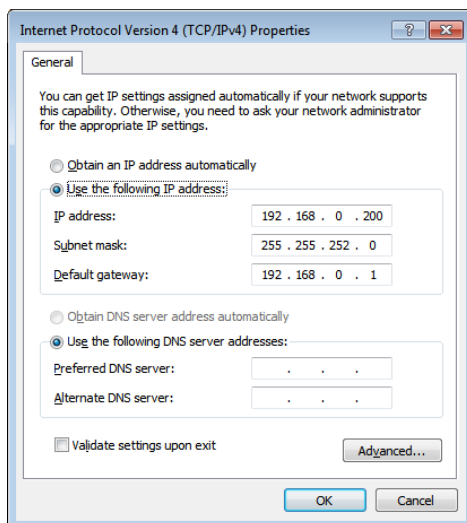 Internet Protocol Version 4 (TCP/IPv4) Properties
General
You can get IP settings assigned automatically if your network supports
this capability. Otherwise, you need to ask your network administrator
for the appropriate IP settings.
Obtain an IP address automatically
Use the following IP address:
IP address: 192 . 168 . 0 . 200
Subnet mask: 255 . 255 . 252 . 0
Default gateway: 192 . 168 . 0 . 1
Obtain DNS server address automatically
Use the following DNS server addresses:
Preferred DNS server: . . .
Alternate DNS server: . . .
Validate settings upon exit
Advanced...
OK Cancel